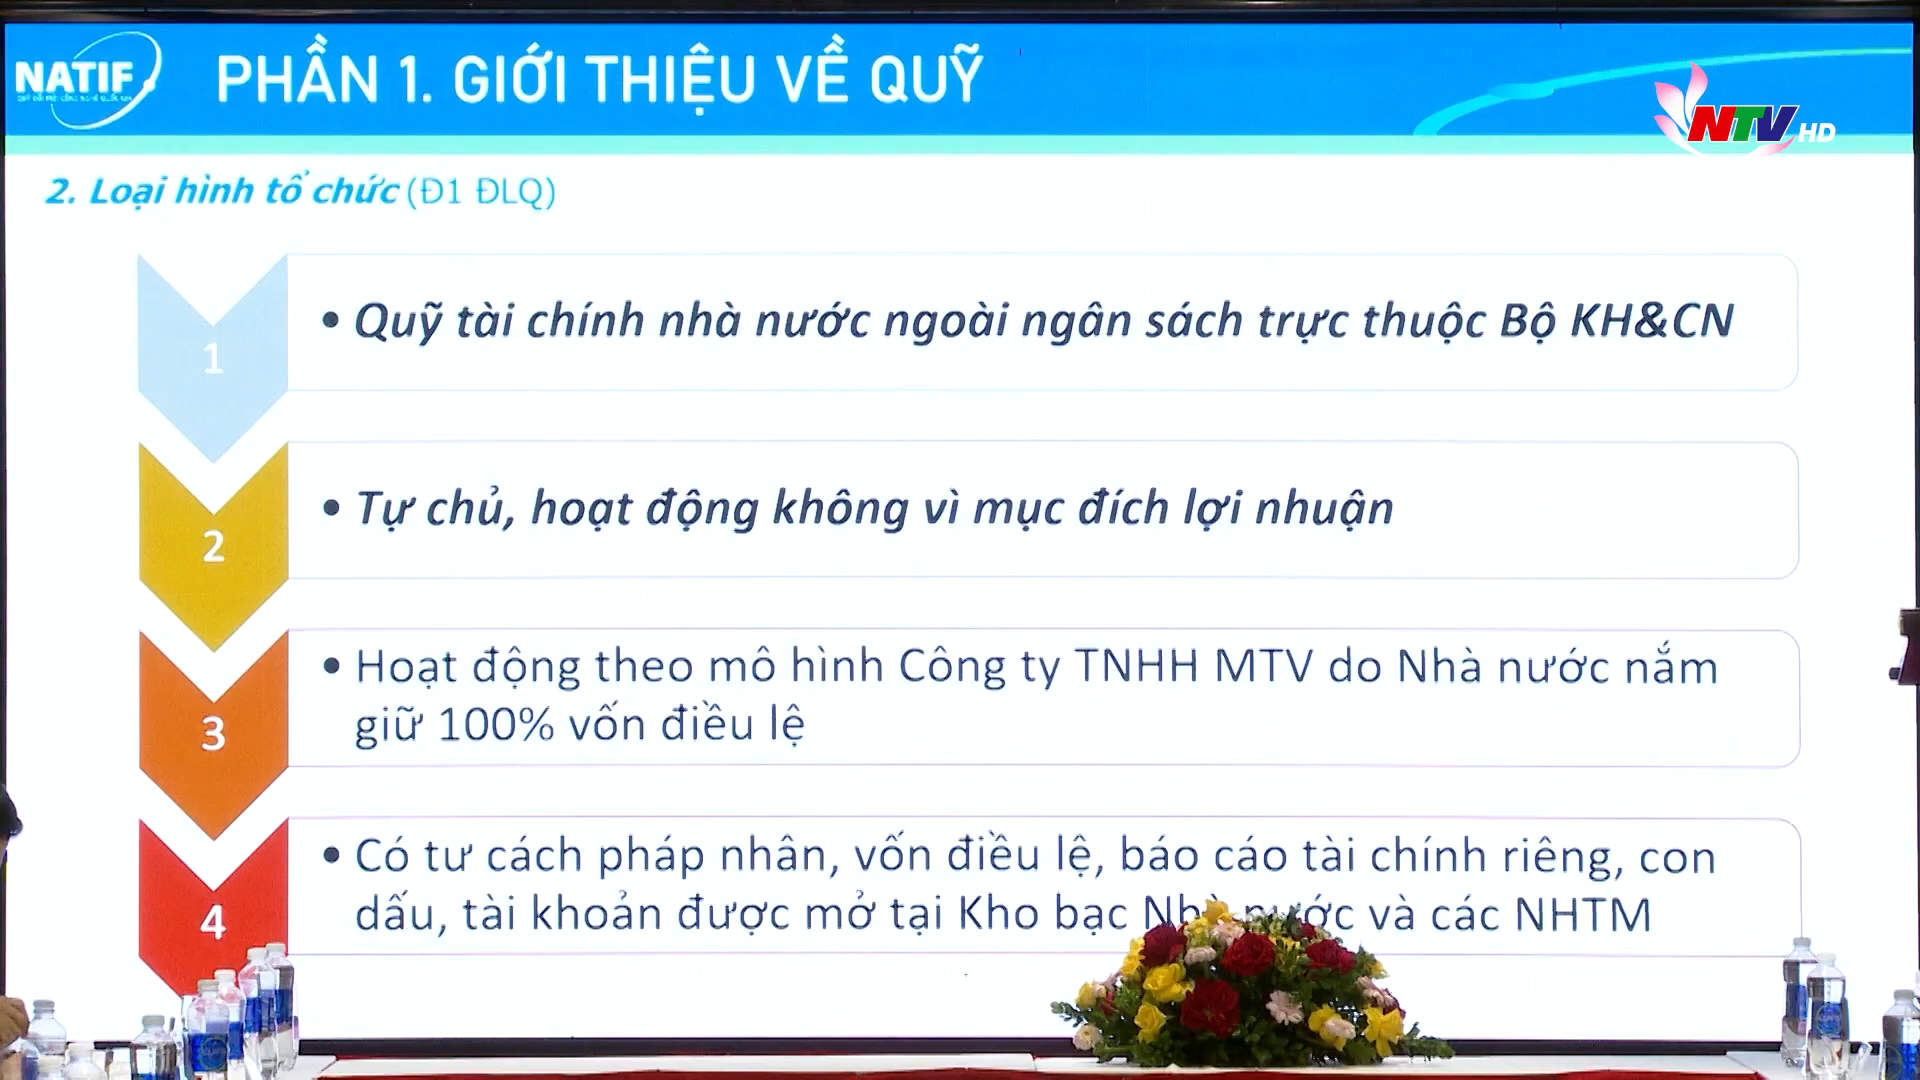 NATIF
PHẦN 1. GIỚI THIỆU VỀ QUỸ
NTV HD
2. Loại hình tổ chức (Đ1 ĐLQ)
1
• Quỹ tài chính nhà nước ngoài ngân sách trực thuộc Bộ KH&CN
2
• Tự chủ, hoạt động không vì mục đích lợi nhuận
3
• Hoạt động theo mô hình Công ty TNHH MTV do Nhà nước nắm
giữ 100% vốn điều lệ
4
• Có tư cách pháp nhân, vốn điều lệ, báo cáo tài chính riêng, con
dấu, tài khoản được mở tại Kho bạc Nhà nước và các NHTM